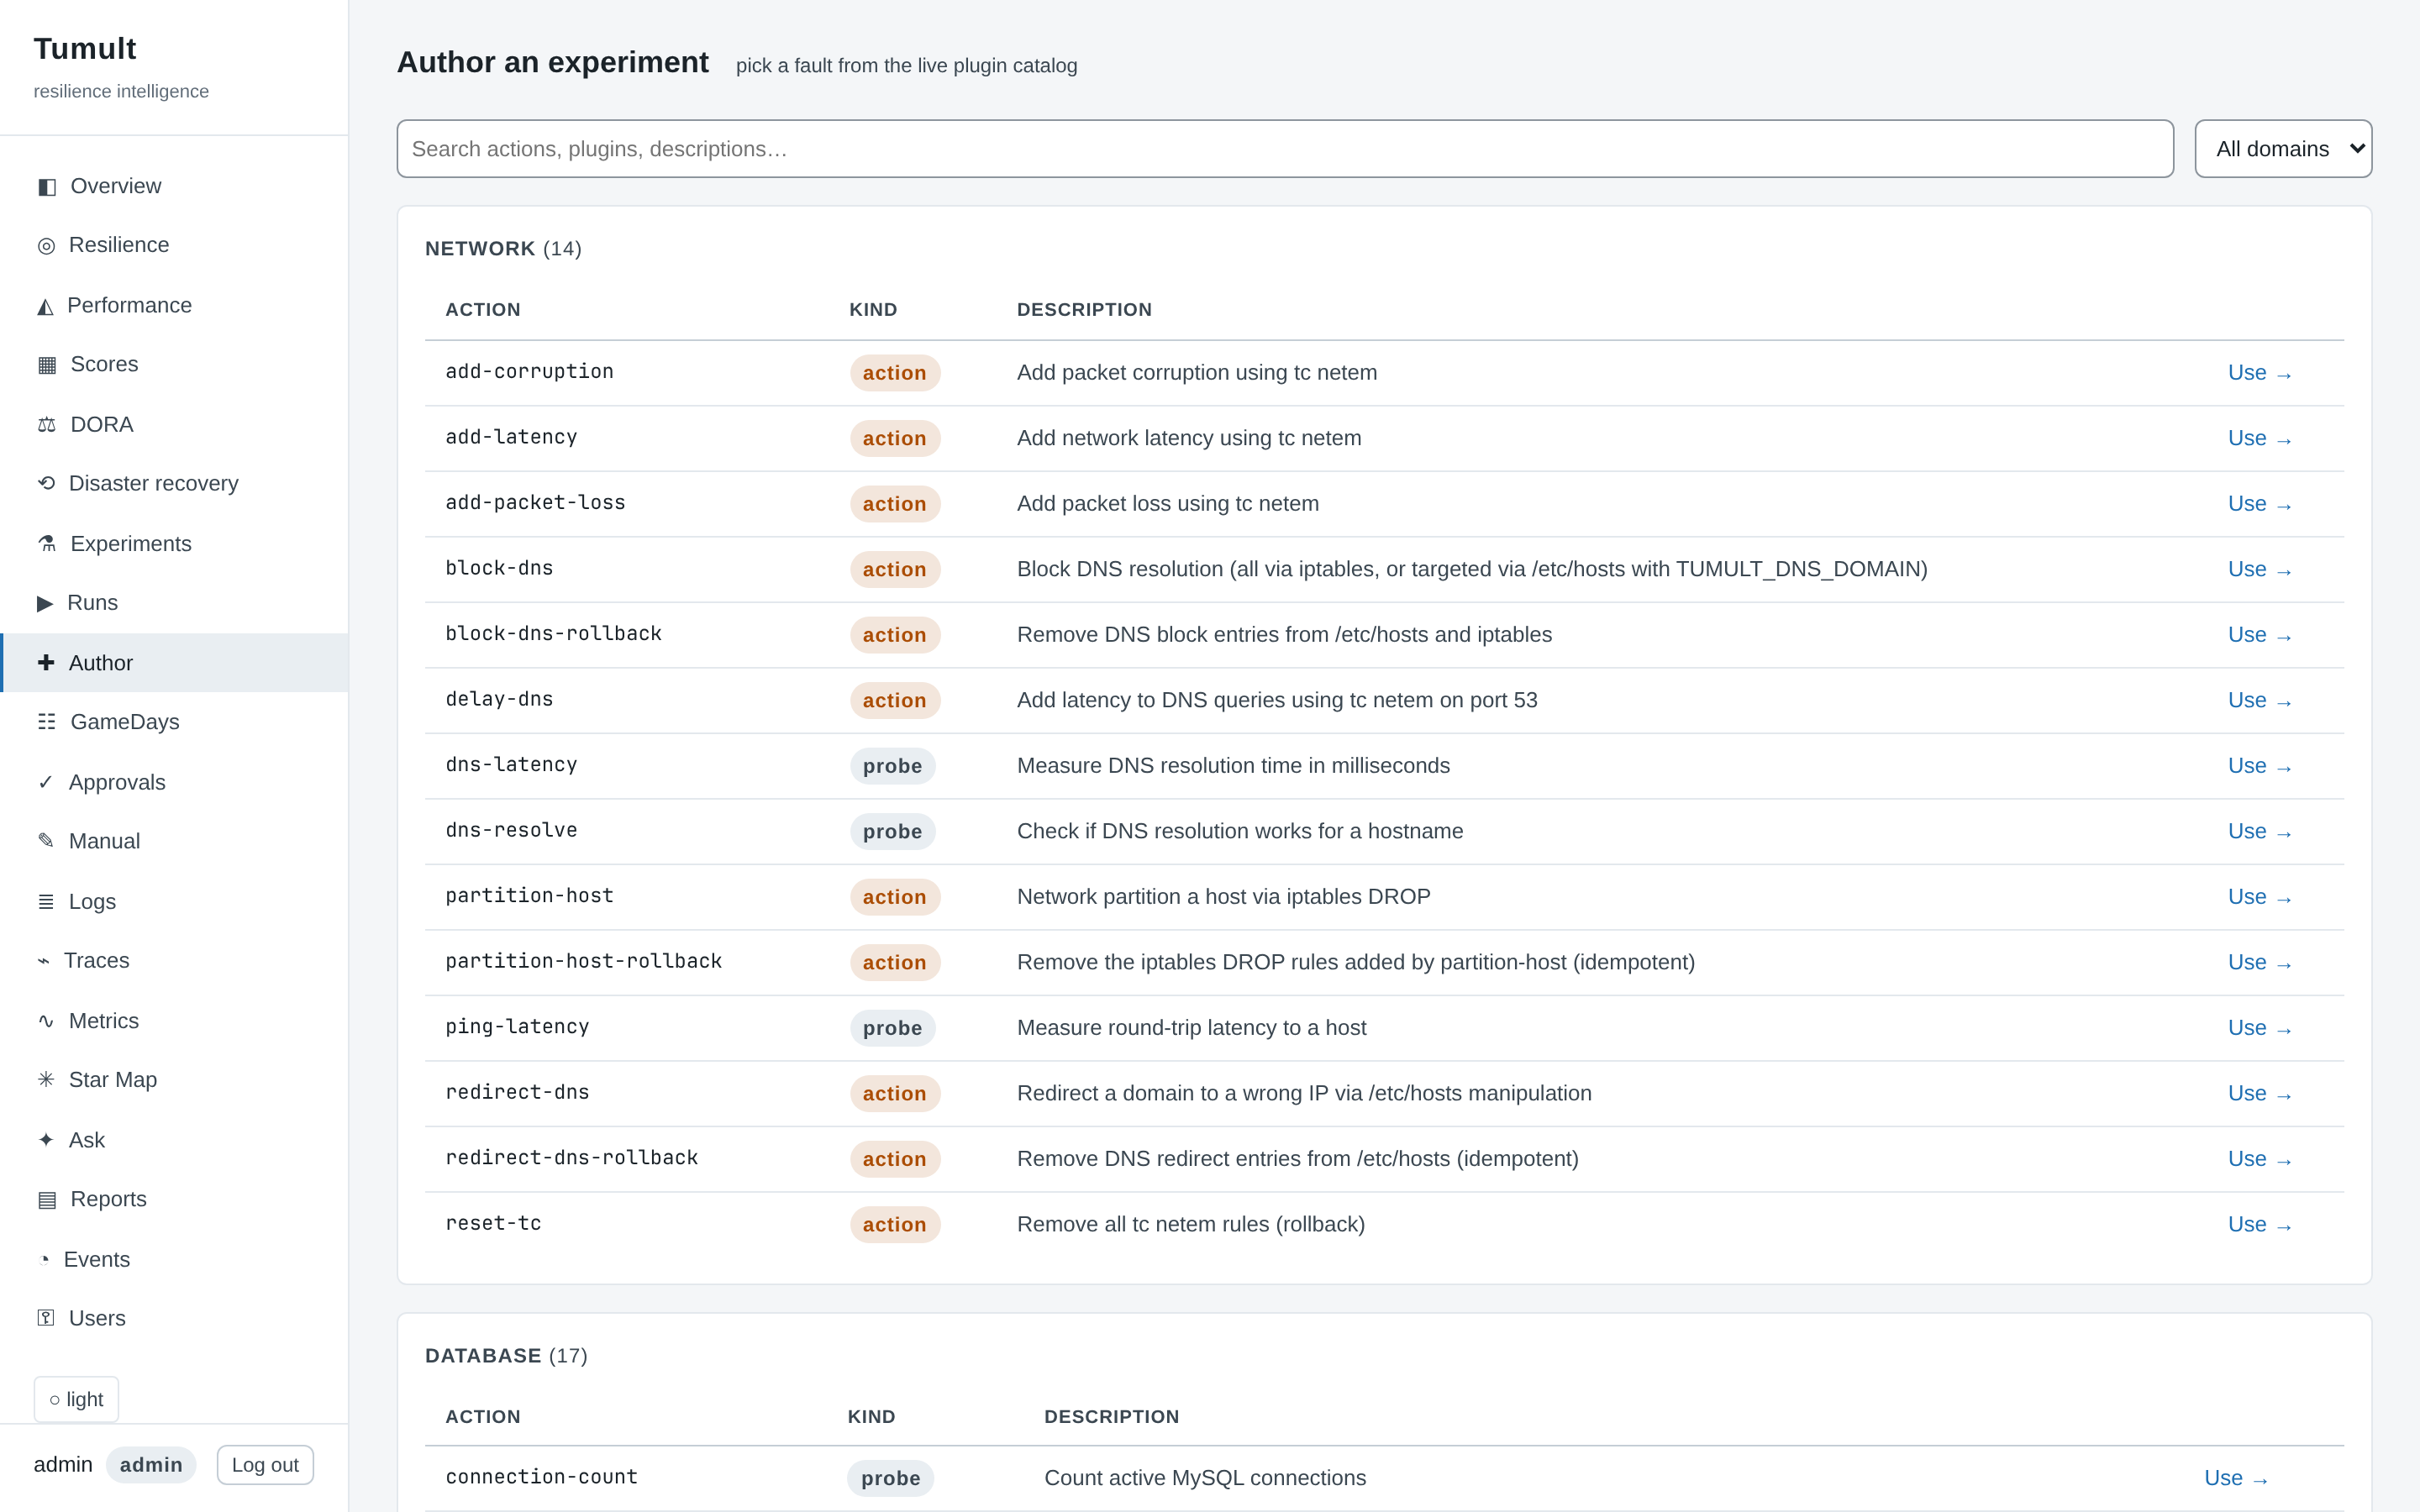 Tumult
resilience intelligence
Overview
Resilience
Performance
Scores
DORA
Disaster recovery
Experiments
Runs
Author
GameDays
Approvals
Manual
Logs
Traces
Metrics
Star Map
Ask
Reports
Events
Users
○ light
admin admin Log out
Author an experiment pick a fault from the live plugin catalog
Search actions, plugins, descriptions… All domains
NETWORK (14)
ACTION KIND DESCRIPTION
add-corruption action Add packet corruption using tc netem Use →
add-latency action Add network latency using tc netem Use →
add-packet-loss action Add packet loss using tc netem Use →
block-dns action Block DNS resolution (all via iptables, or targeted via /etc/hosts with TUMULT_DNS_DOMAIN) Use →
block-dns-rollback action Remove DNS block entries from /etc/hosts and iptables Use →
delay-dns action Add latency to DNS queries using tc netem on port 53 Use →
dns-latency probe Measure DNS resolution time in milliseconds Use →
dns-resolve probe Check if DNS resolution works for a hostname Use →
partition-host action Network partition a host via iptables DROP Use →
partition-host-rollback action Remove the iptables DROP rules added by partition-host (idempotent) Use →
ping-latency probe Measure round-trip latency to a host Use →
redirect-dns action Redirect a domain to a wrong IP via /etc/hosts manipulation Use →
redirect-dns-rollback action Remove DNS redirect entries from /etc/hosts (idempotent) Use →
reset-tc action Remove all tc netem rules (rollback) Use →
DATABASE (17)
ACTION KIND DESCRIPTION
connection-count probe Count active MySQL connections Use →